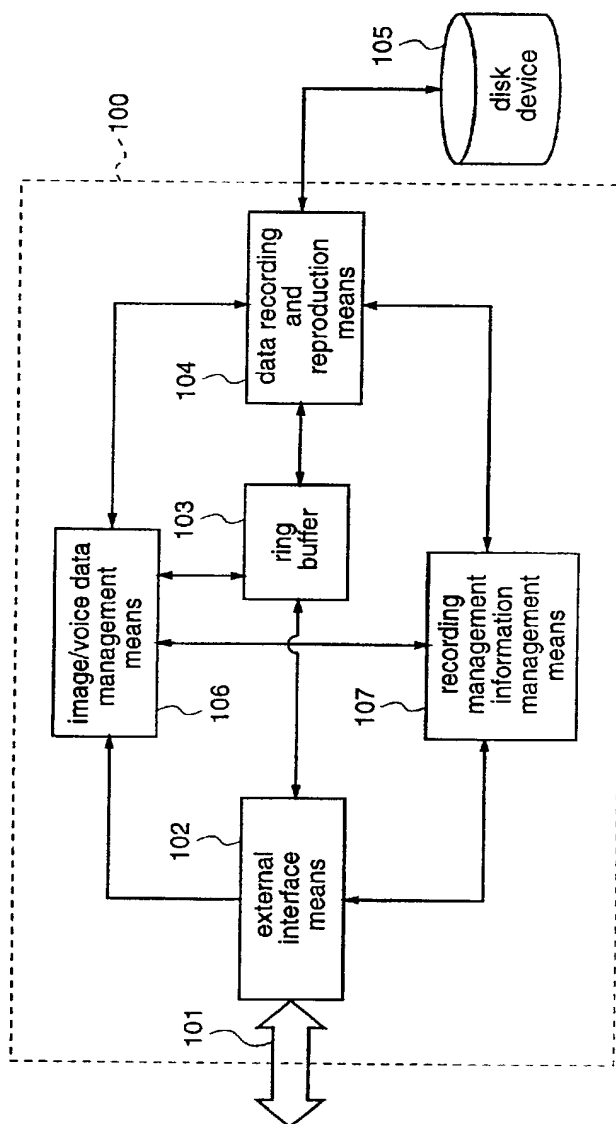 100
101
102
external
interface
means
image/voice data
management
means
106
103
ring
buffer
107
recording
management
information
management
means
104
data recording
and
reproduction
means
105
disk
device